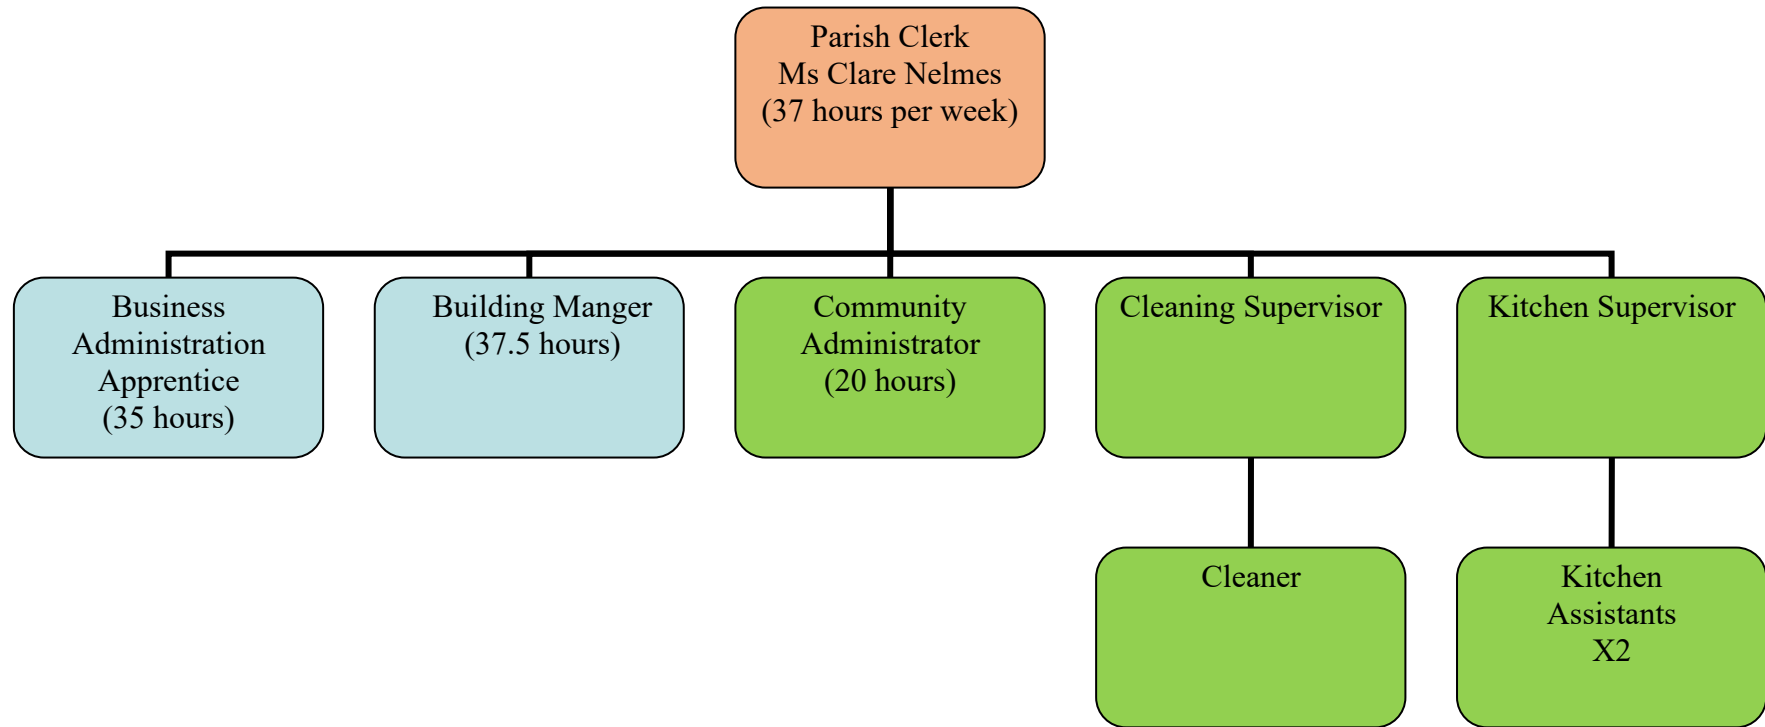 Parish Clerk
Ms Clare Nelmes
(37 hours per week)
Business
Administration
Apprentice
(35 hours)
Building Manger
(37.5 hours)
Community
Administrator
(20 hours)
Cleaning Supervisor
Kitchen Supervisor
Cleaner
Kitchen
Assistants
X2